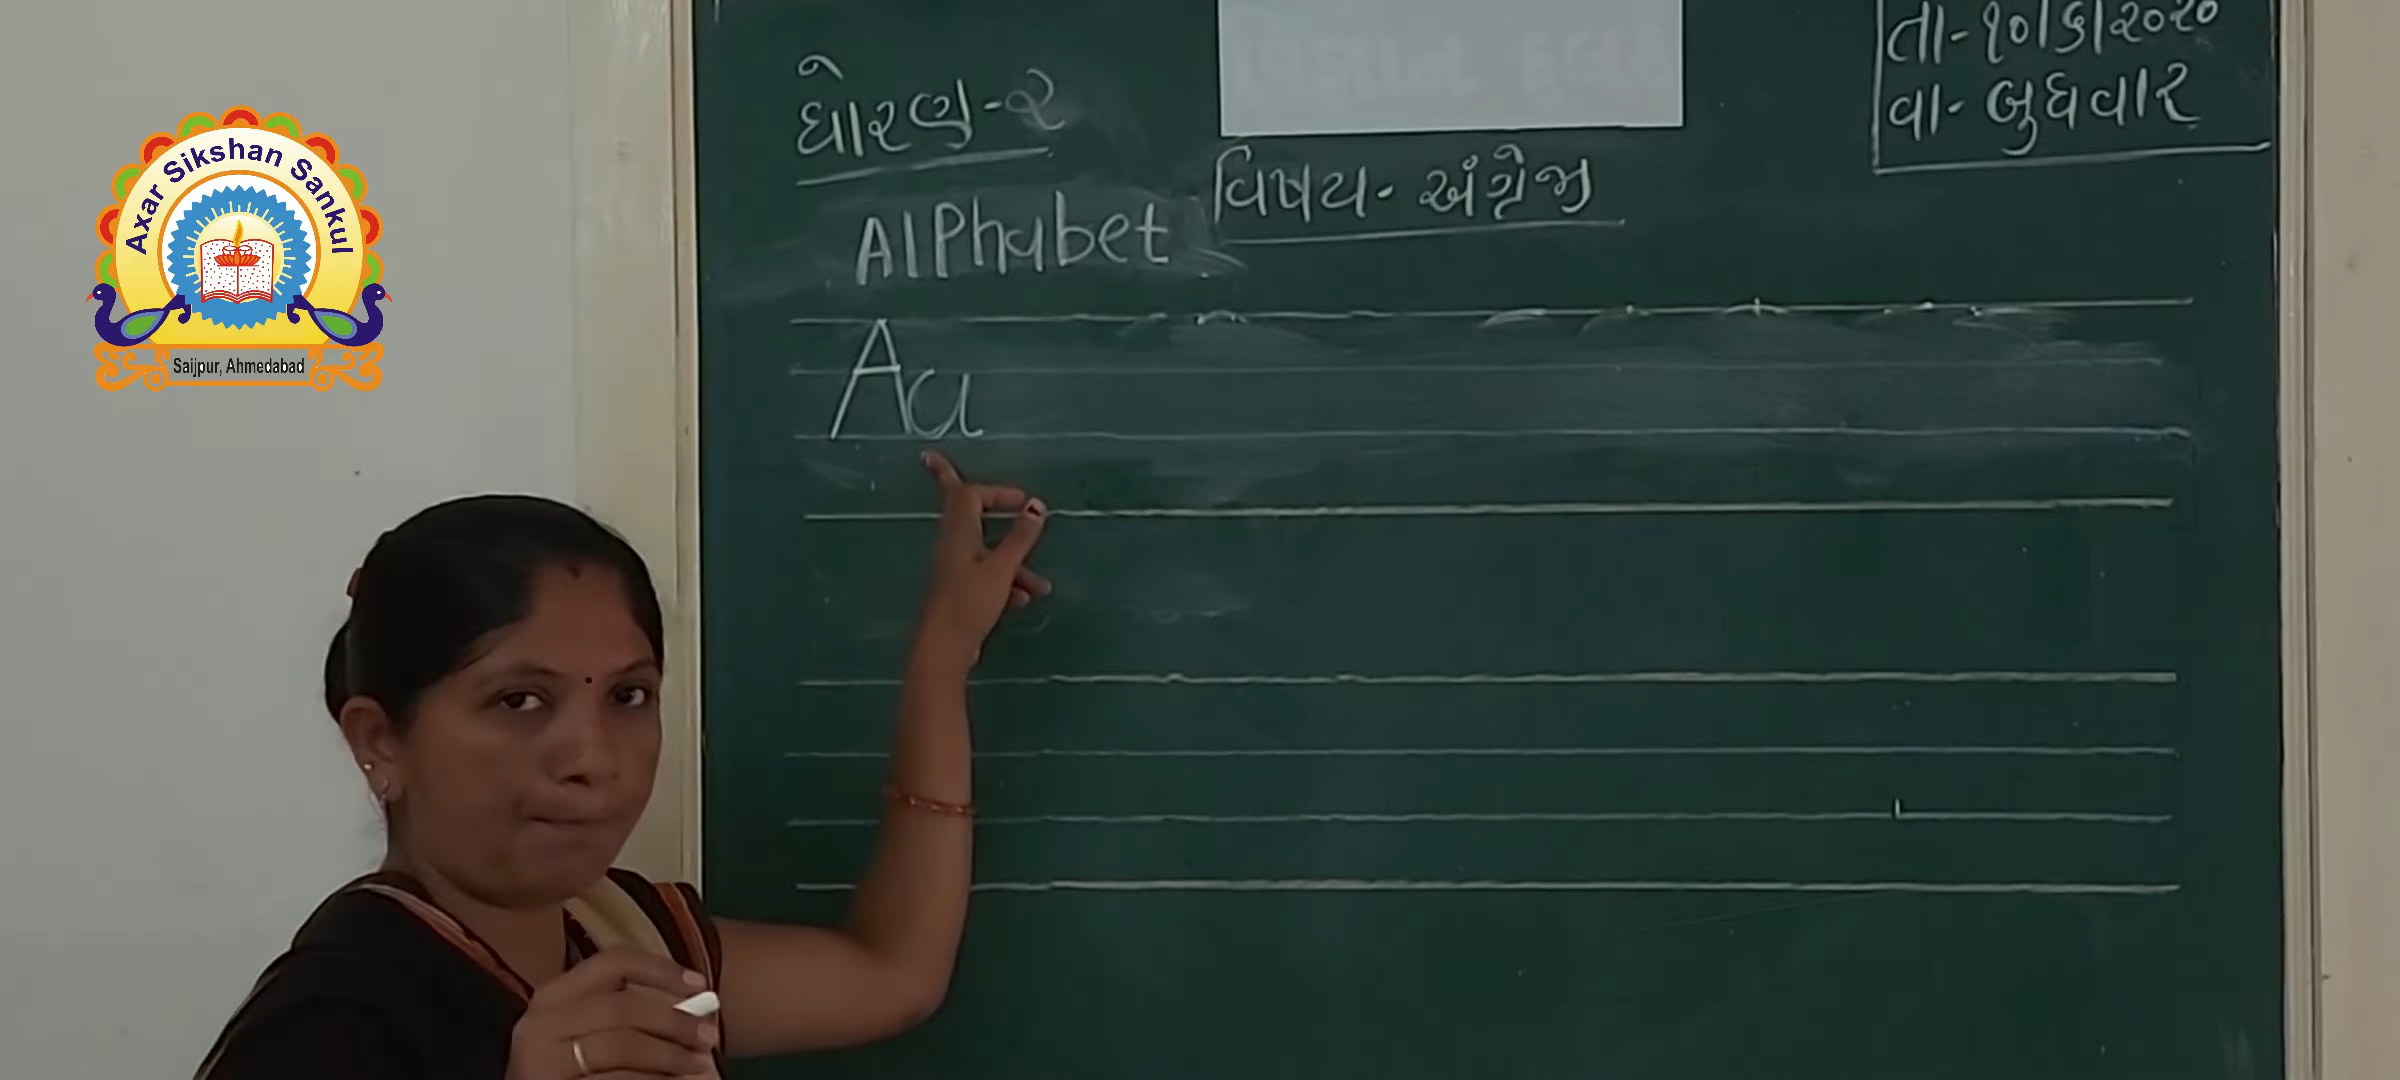 Axar Sikshan Sankul
Saijpur, Ahmedabad
ધોરણ-૨
તા-૧૦/૬/૨૦૨૦
વા-બુધવાર
વિષય-અંગ્રેજી
AlPhabet
Aa